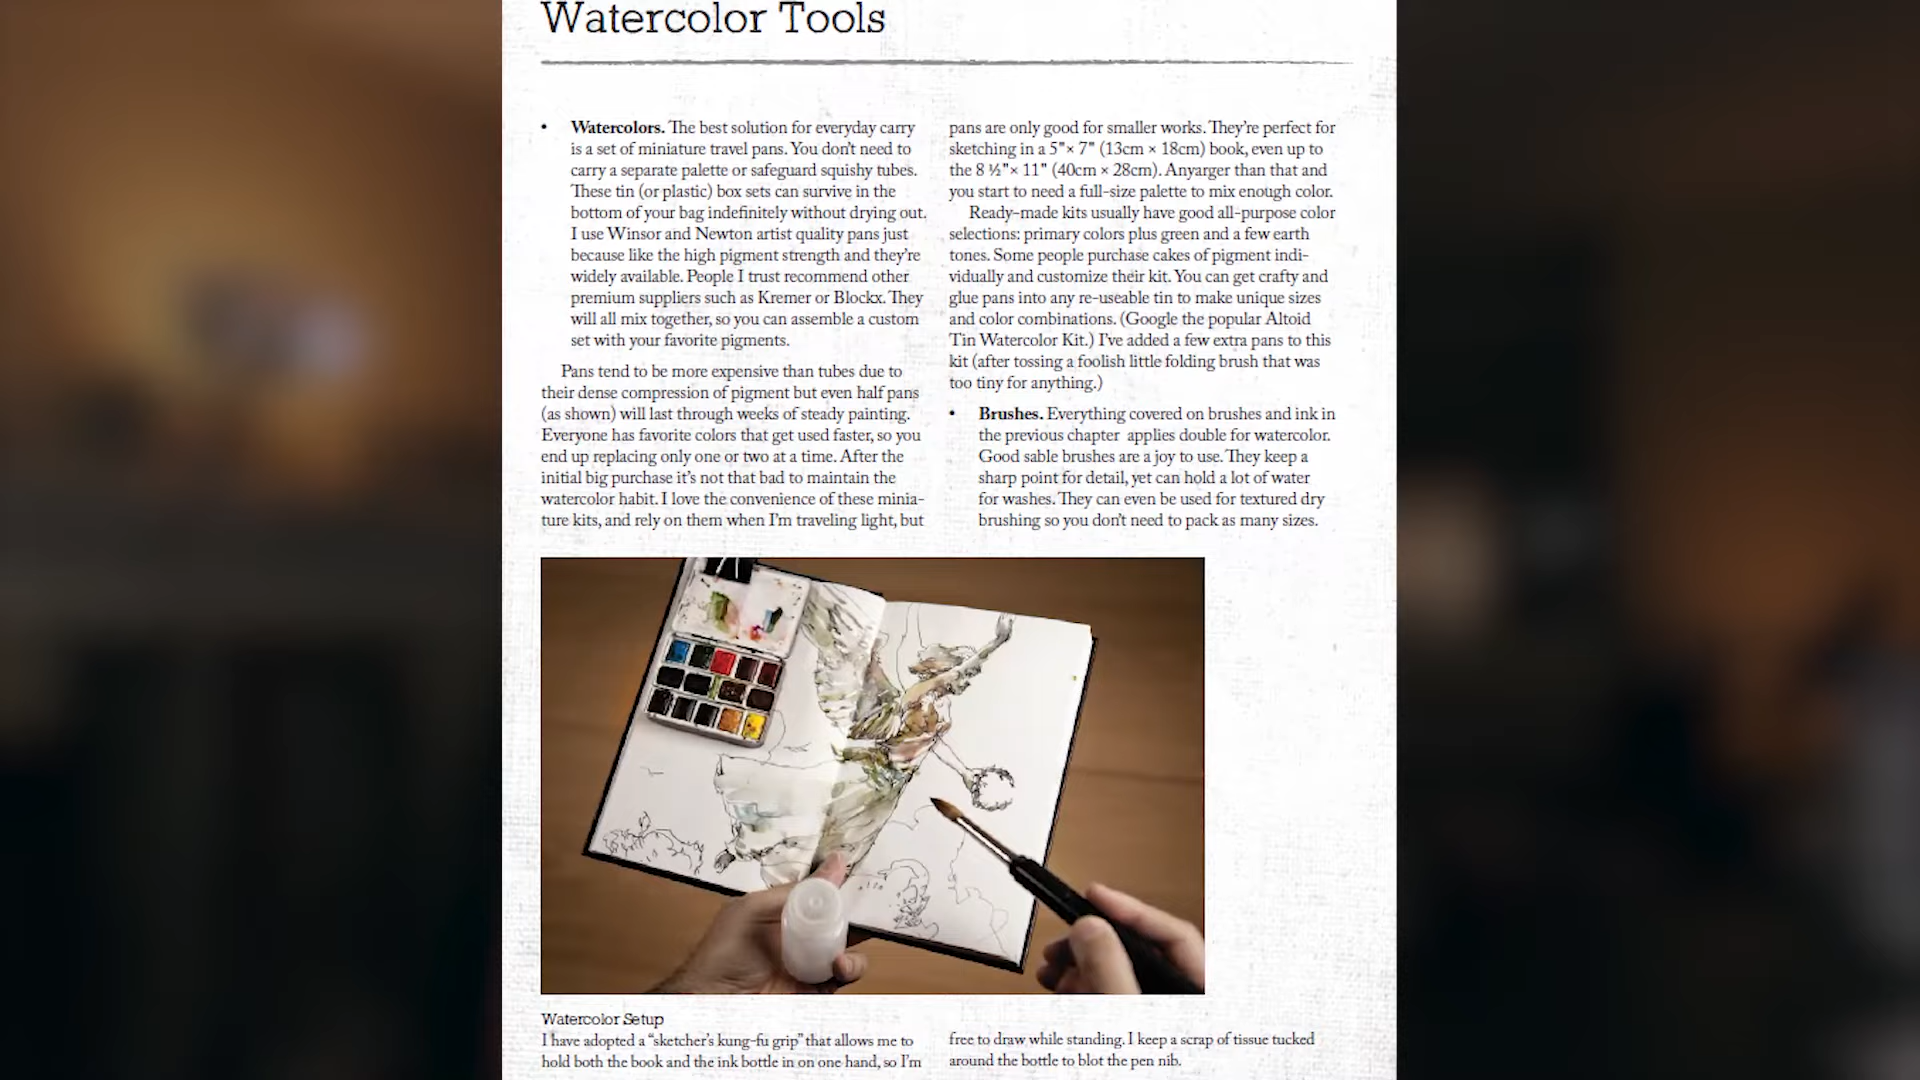 Watercolor Tools
• Watercolors. The best solution for everyday carry
is a set of miniature travel pans. You don't need to
carry a separate palette or safeguard squishy tubes.
These tin (or plastic) box sets can survive in the
bottom of your bag indefinitely without drying out.
I use Winsor and Newton artist quality pans just
because like the high pigment strength and they're
widely available. People I trust recommend other
premium suppliers such as Kremer or Blockx. They
will all mix together, so you can assemble a custom
set with your favorite pigments.
Pans tend to be more expensive than tubes due to
their dense compression of pigment but even half pans
(as shown) will last through weeks of steady painting.
Everyone has favorite colors that get used faster, so you
end up replacing only one or two at a time. After the
initial big purchase it's not that bad to maintain the
watercolor habit. I love the convenience of these minia-
ture kits, and rely on them when I'm traveling light, but
pans are only good for smaller works. They're perfect for
sketching in a 5"× 7" (13cm × 18cm) book, even up to
the 8 ½"× 11" (40cm × 28cm). Anyarger than that and
you start to need a full-size palette to mix enough color.
Ready-made kits usually have good all-purpose color
selections: primary colors plus green and a few earth
tones. Some people purchase cakes of pigment indi-
vidually and customize their kit. You can get crafty and
glue pans into any re-useable tin to make unique sizes
and color combinations. (Google the popular Altoid
Tin Watercolor Kit.) I've added a few extra pans to this
kit (after tossing a foolish little folding brush that was
too tiny for anything.)
• Brushes. Everything covered on brushes and ink in
the previous chapter applies double for watercolor.
Good sable brushes are a joy to use. They keep a
sharp point for detail, yet can hold a lot of water
for washes. They can even be used for textured dry
brushing so you don't need to pack as many sizes.
Watercolor Setup
I have adopted a "sketcher's kung-fu grip" that allows me to
hold both the book and the ink bottle in on one hand, so I'm
free to draw while standing. I keep a scrap of tissue tucked
around the bottle to blot the pen nib.